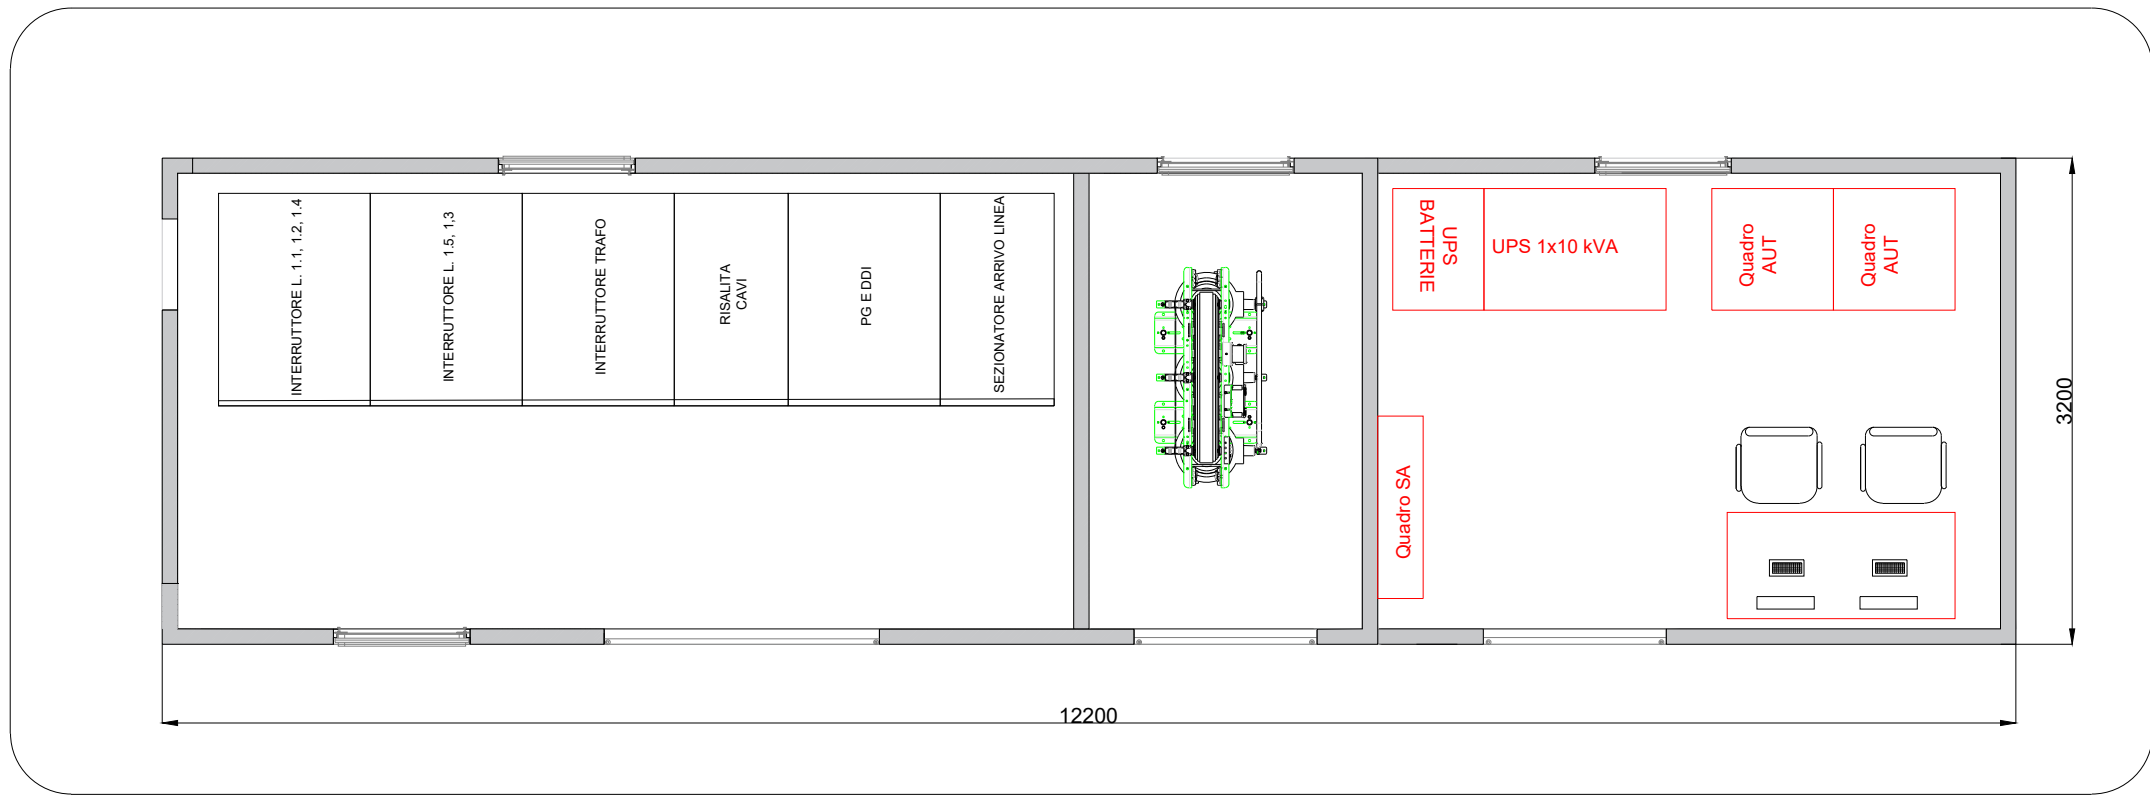 INTERRUTTORE L. 1.1, 1.2, 1.4
INTERRUTTORE L. 1.5, 1,3
INTERRUTTORE TRAFO
RISALITA
CAVI
PG E DDI
SEZIONATORE ARRIVO LINEA
UPS
BATTERIE
UPS 1x10 kVA
Quadro
AUT
Quadro
AUT
Quadro SA
3200
12200